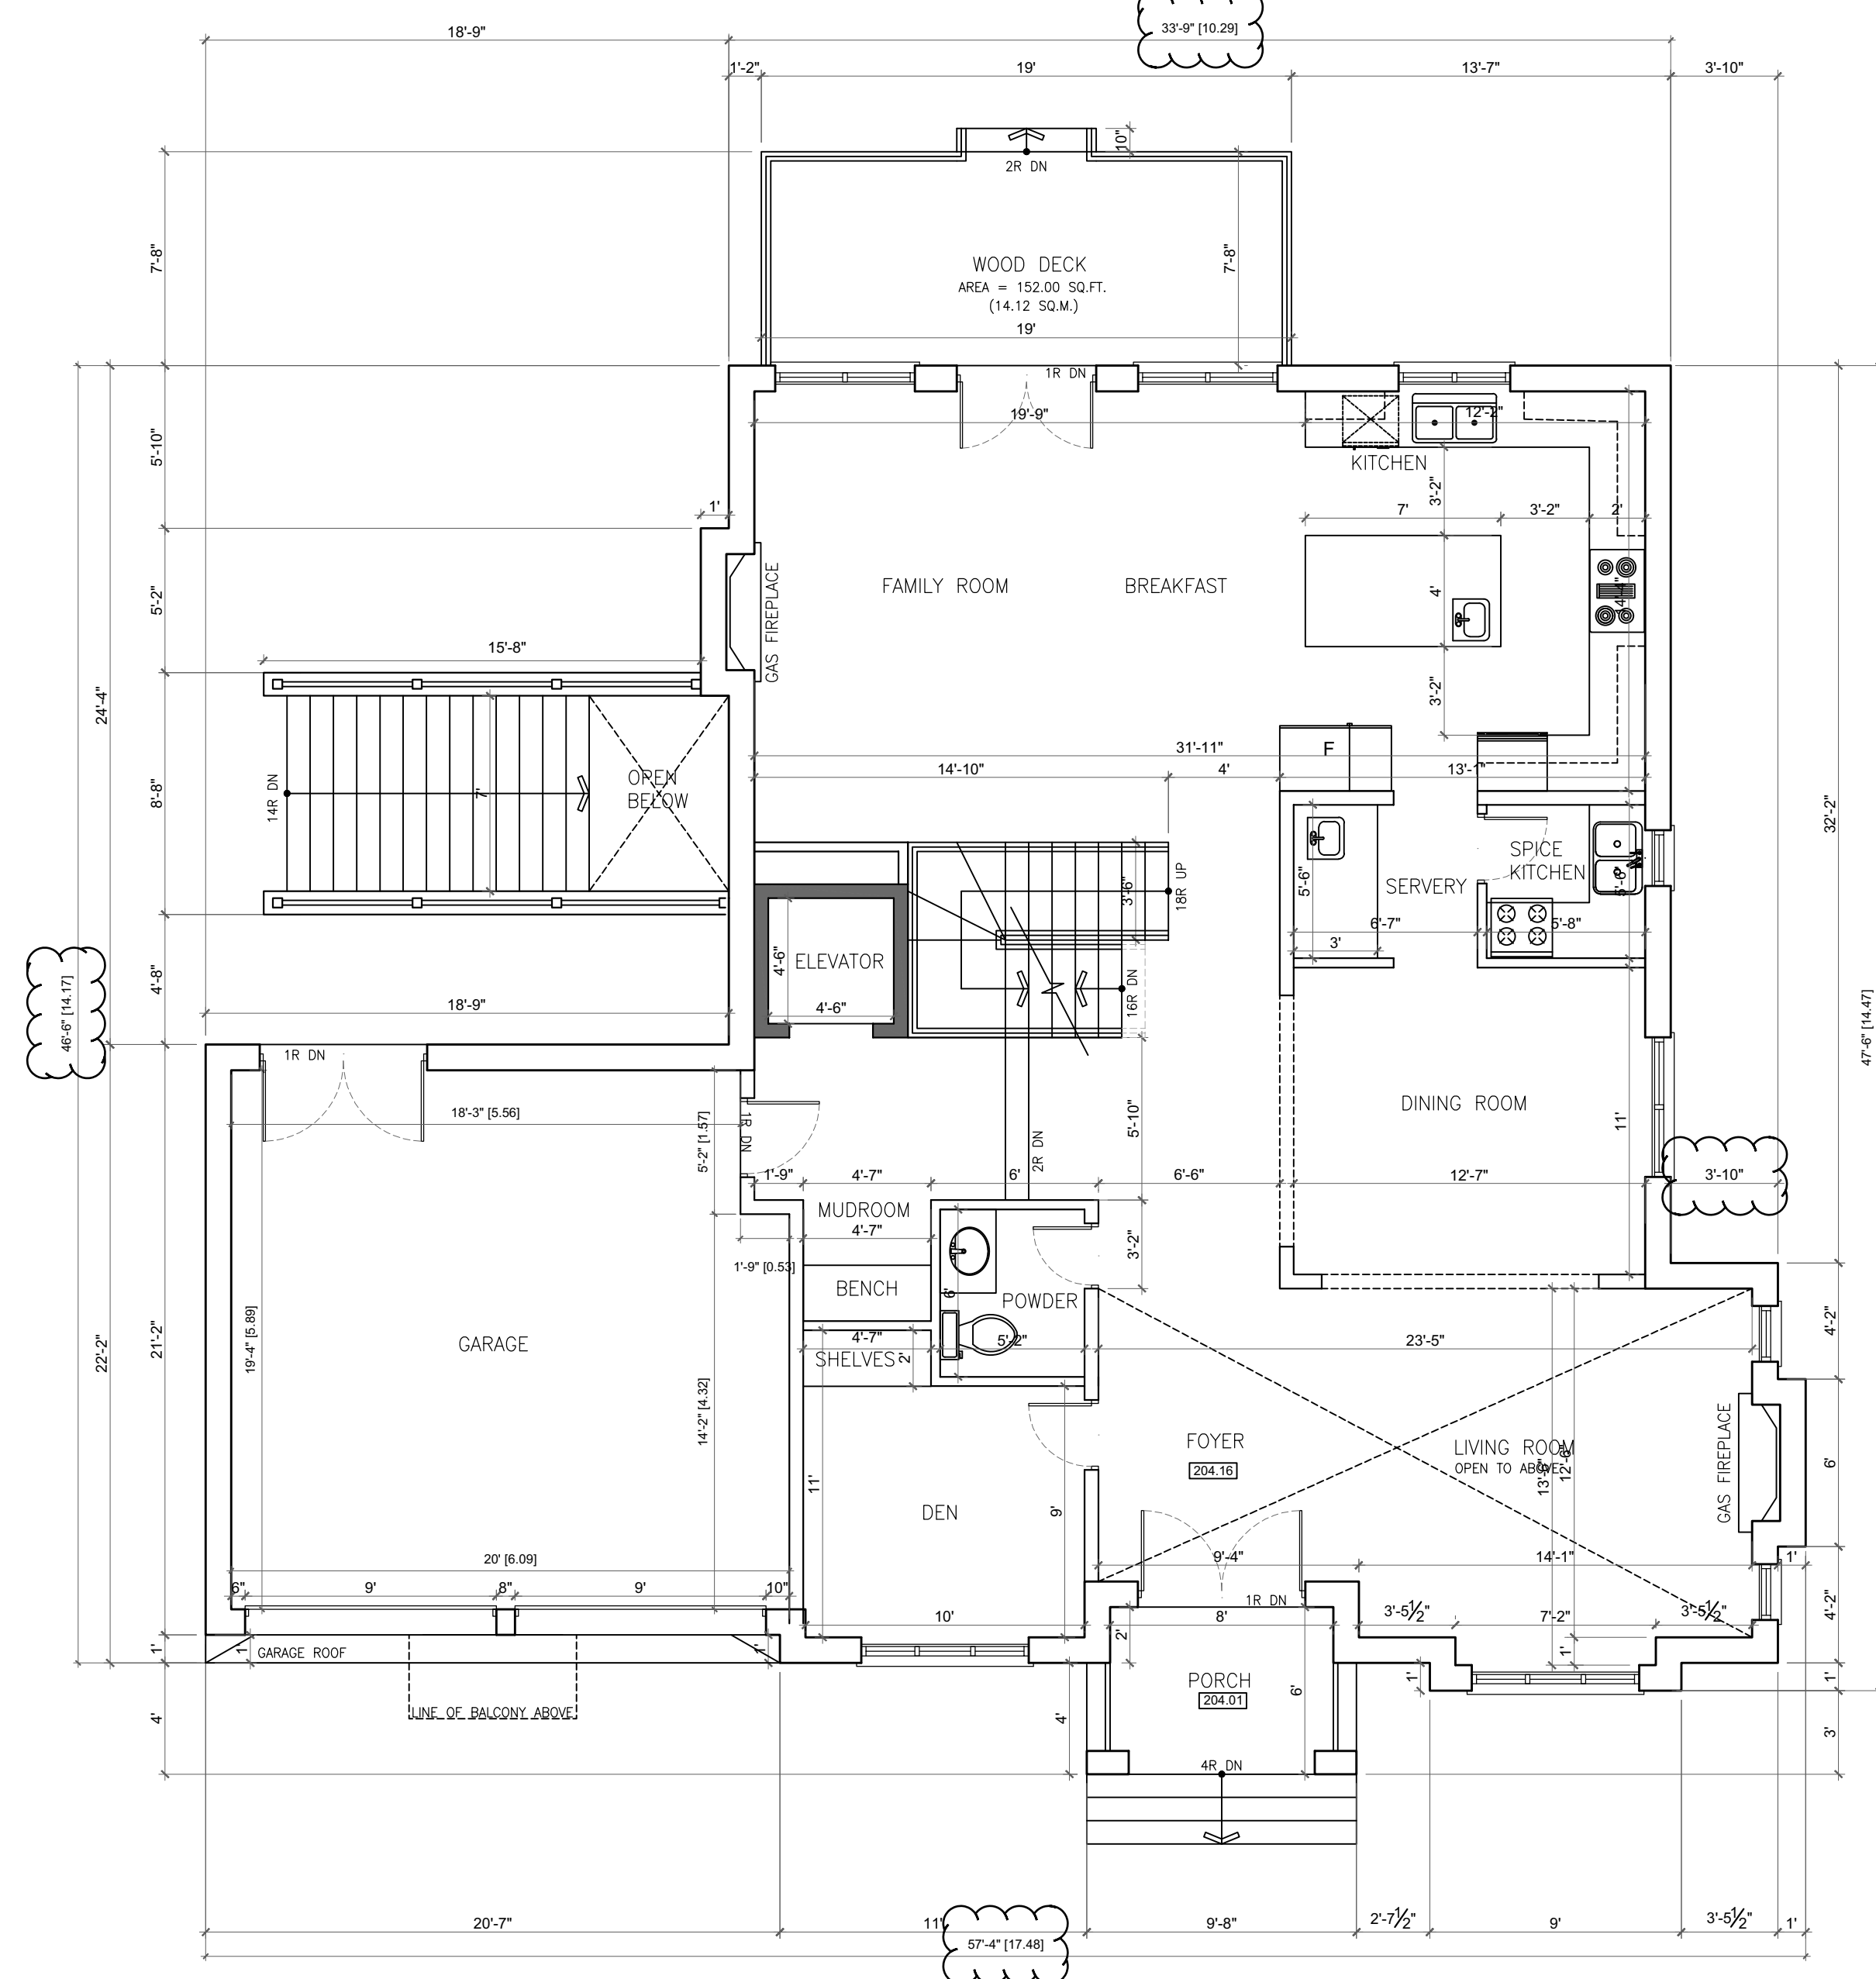 33'-9" [10.29]
18'-9"
1'-2"
19'
13'-7"
3'-10"
10"
2R DN
7'-8"
7'-8"
WOOD DECK
AREA = 152.00 SQ.FT.
(14.12 SQ.M.)
19'
1R DN
19'-9"
12'-2"
KITCHEN
5'-10"
3'-2"
1'
7'
3'-2"
2'
GAS FIREPLACE
FAMILY ROOM
BREAKFAST
5'-2"
4'
15'-8"
24'-4"
3'-2"
31'-11"
F
14'-10"
4'
13'-1"
14R DN
7'
OPEN
BELOW
8'-8"
32'-2"
SPICE
KITCHEN
SERVERY
5'-6"
3'-6"
18R UP
6'-7"
5'-8"
3'
ELEVATOR
4'-6"
4'-6"
16R DN
4'-8"
18'-9"
46'-6" [14.17]
47'-6" [14.47]
1R DN
18'-3" [5.56]
5'-2" [1.57]
1R DN
2R DN
5'-10"
DINING ROOM
11'
1'-9"
4'-7"
6'
6'-6"
12'-7"
3'-10"
MUDROOM
4'-7"
3'-2"
1'-9" [0.53]
BENCH
6'
POWDER
4'-7"
5'-2"
SHELVES
2'
23'-5"
4'-2"
GARAGE
19'-4" [5.89]
22'-2"
21'-2"
14'-2" [4.32]
FOYER
204.16
LIVING ROOM
OPEN TO ABOVE
13'-6"
12'-6"
GAS FIREPLACE
6'
DEN
11'
9'
20' [6.09]
6"
9'
8"
9'
10"
9'-4"
14'-1"
1'
1R DN
10'
8'
3'-5½"
7'-2"
3'-5½"
4'-2"
2'
1'
1'
1'
GARAGE ROOF
1'
1'
1'
PORCH
204.01
6'
LINE OF BALCONY ABOVE
4'
4'
3'
4R DN
20'-7"
11'
9'-8"
2'-7½"
9'
3'-5½"
1'
57'-4" [17.48]